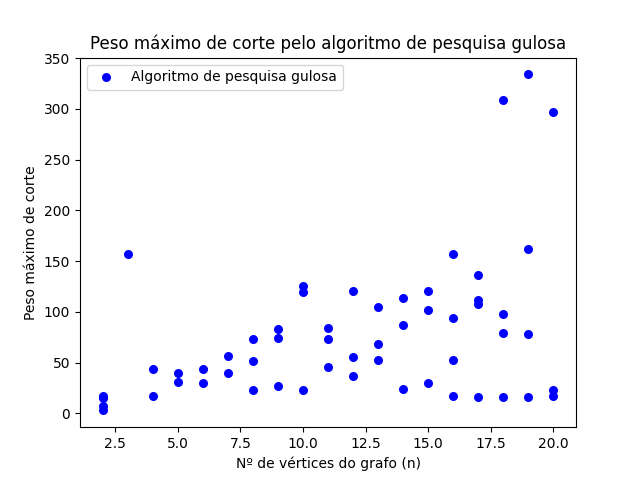 Peso máximo de corte pelo algoritmo de pesquisa gulosa
Algoritmo de pesquisa gulosa
350
300
250
200
150
100
50
0
Peso máximo de corte
2.5 5.0 7.5 10.0 12.5 15.0 17.5 20.0
Nº de vértices do grafo (n)